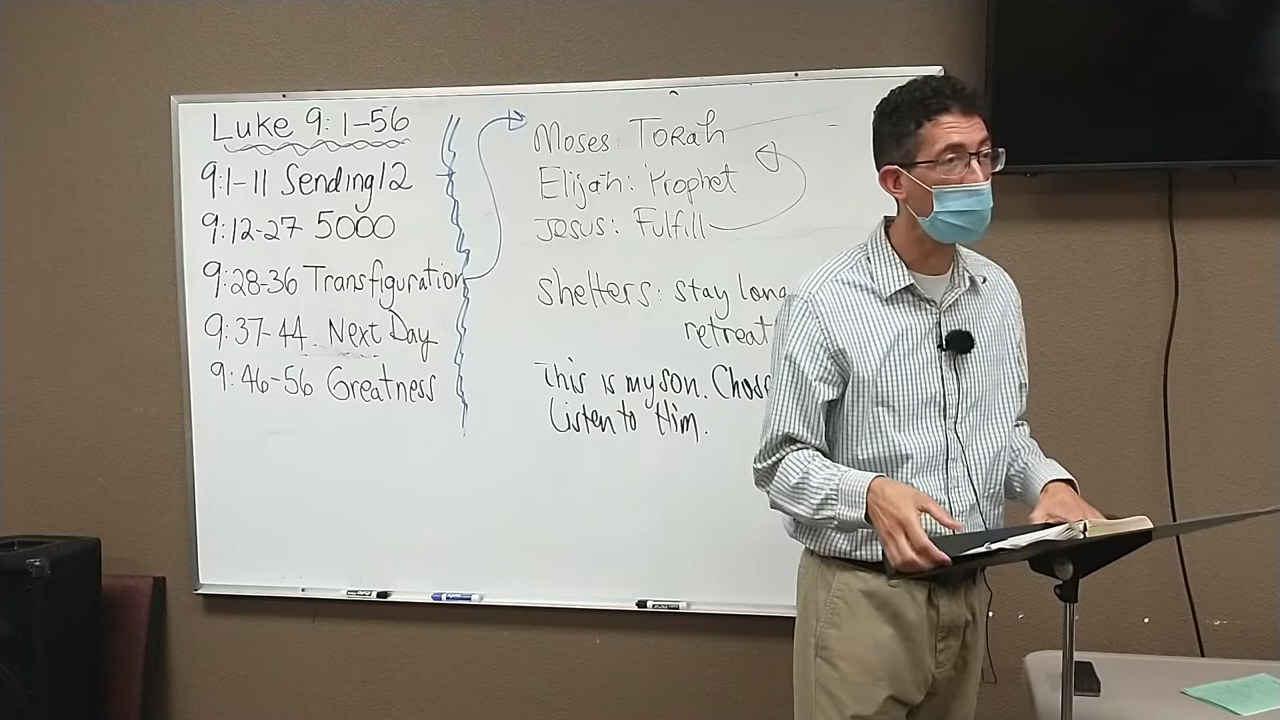 Luke 9:1-56
9:1-11 Sending 12
9:12-27 5000
9:28-36 Transfiguration
9:37-44 Next Day
9:46-56 Greatness
Moses: Torah
Elijah: Prophet
Jesus: Fulfill
Shelters: stay long
retreat
This is my son. Chos
Listen to Him.